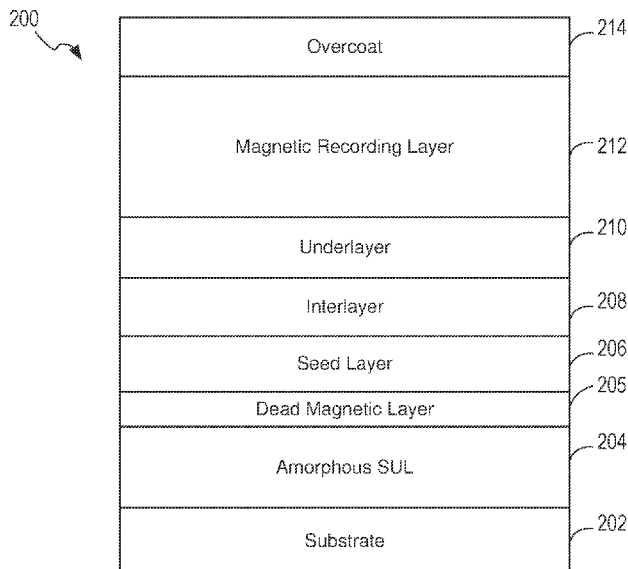 200
Overcoat
214
Magnetic Recording Layer
212
Underlayer
210
Interlayer
208
Seed Layer
206
Dead Magnetic Layer
205
Amorphous SUL
204
Substrate
202